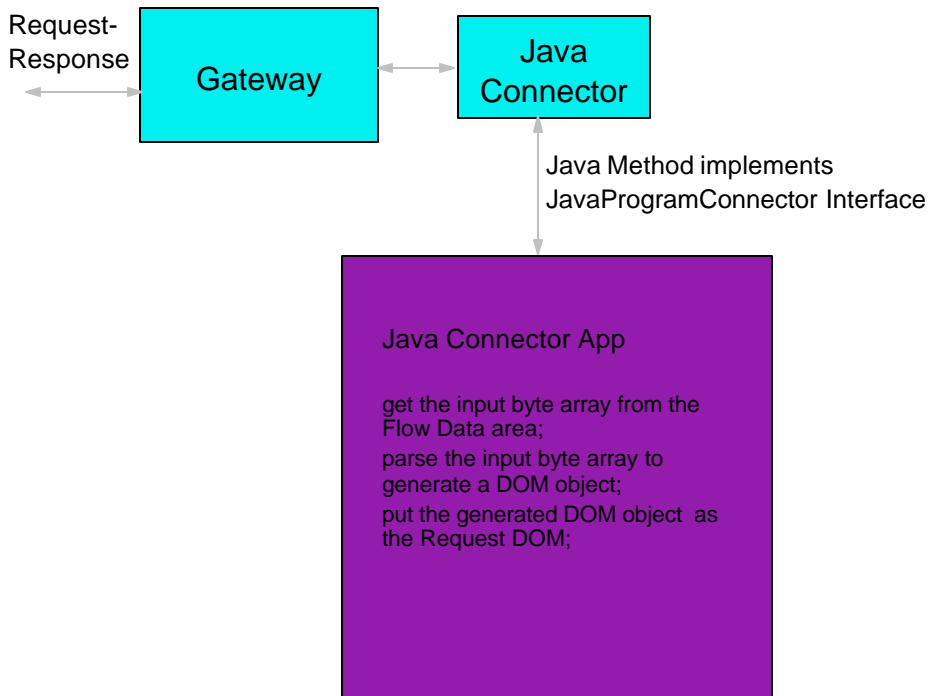 Request-
Response
Gateway
Java
Connector
Java Method implements
JavaProgramConnector Interface
Java Connector App
get the input byte array from the
Flow Data area;
parse the input byte array to
generate a DOM object;
put the generated DOM object  as
the Request DOM;